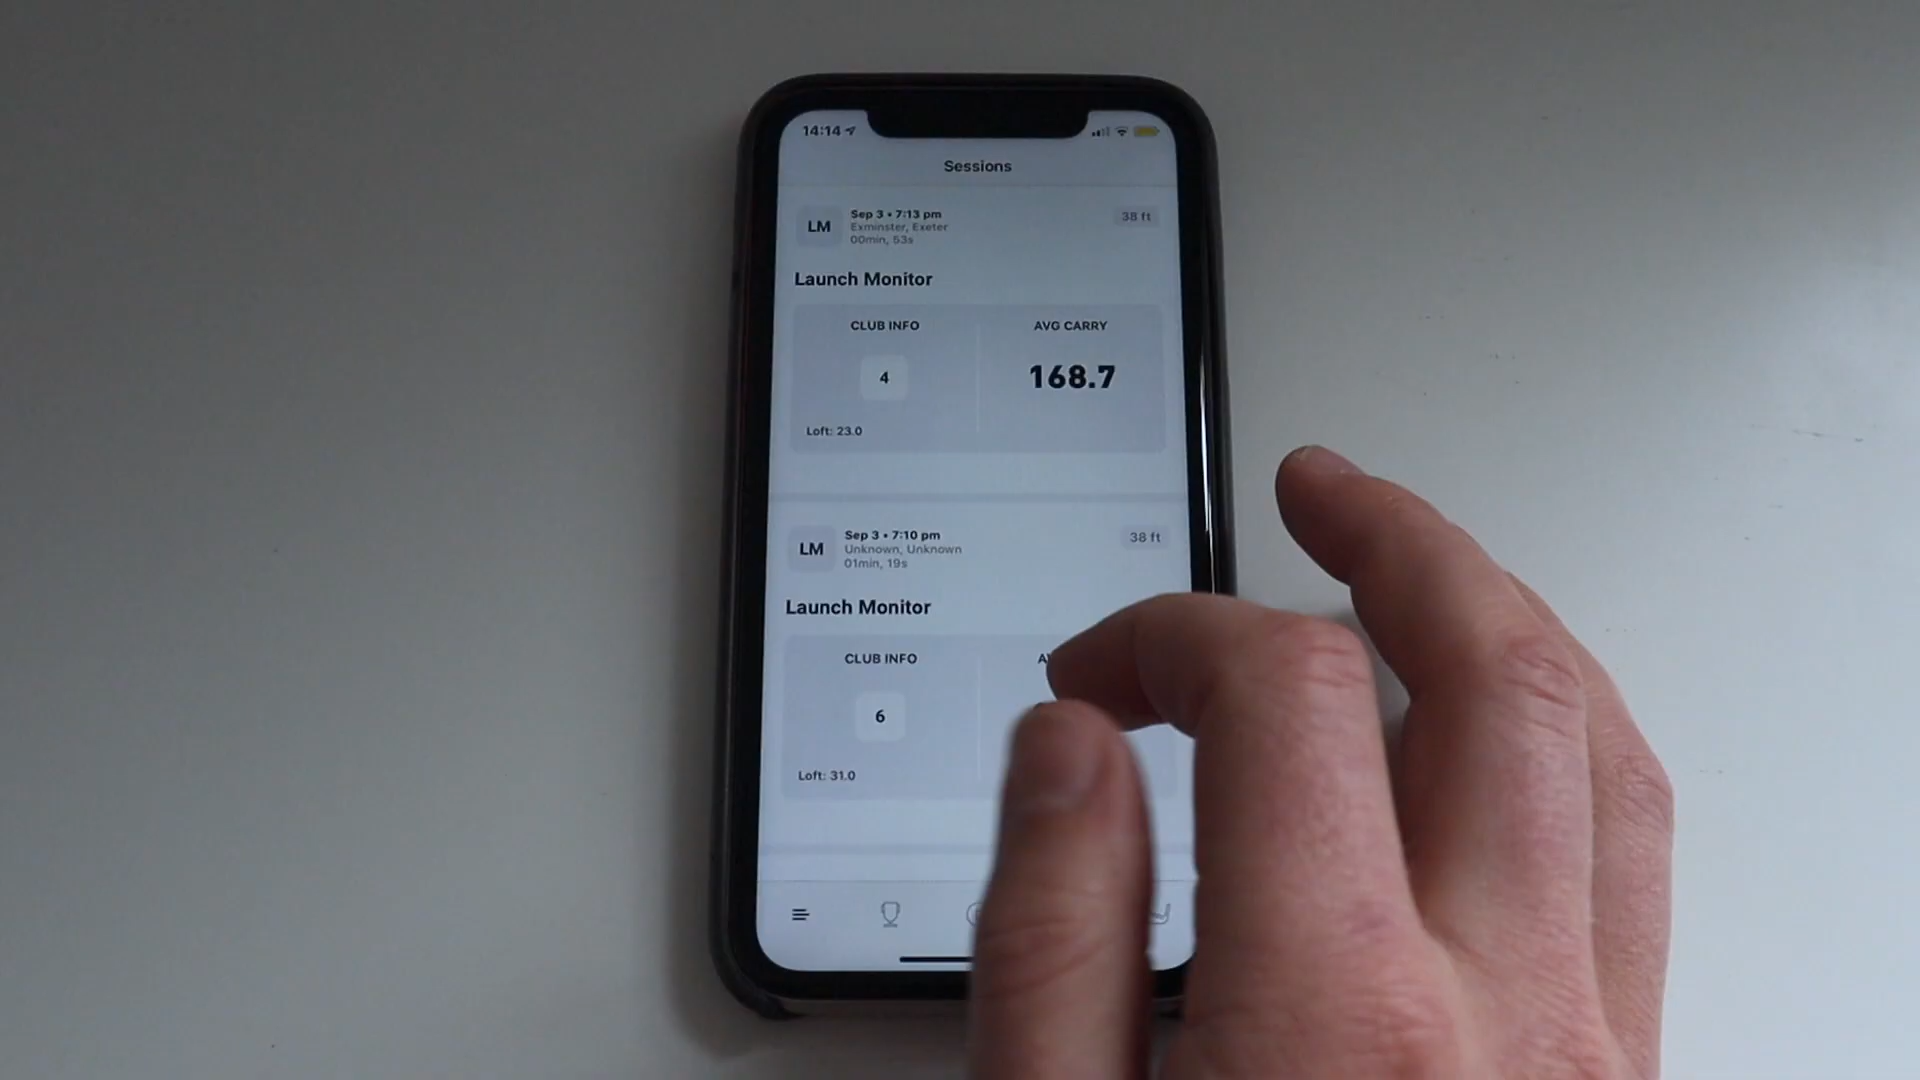 14:14
Sessions
LM
Sep 3 • 7:13 pm
Exminster, Exeter
00min, 53s
38 ft
Launch Monitor
CLUB INFO
AVG CARRY
4
168.7
Loft: 23.0
LM
Sep 3 • 7:10 pm
Unknown, Unknown
01min, 19s
38 ft
Launch Monitor
CLUB INFO
6
Loft: 31.0